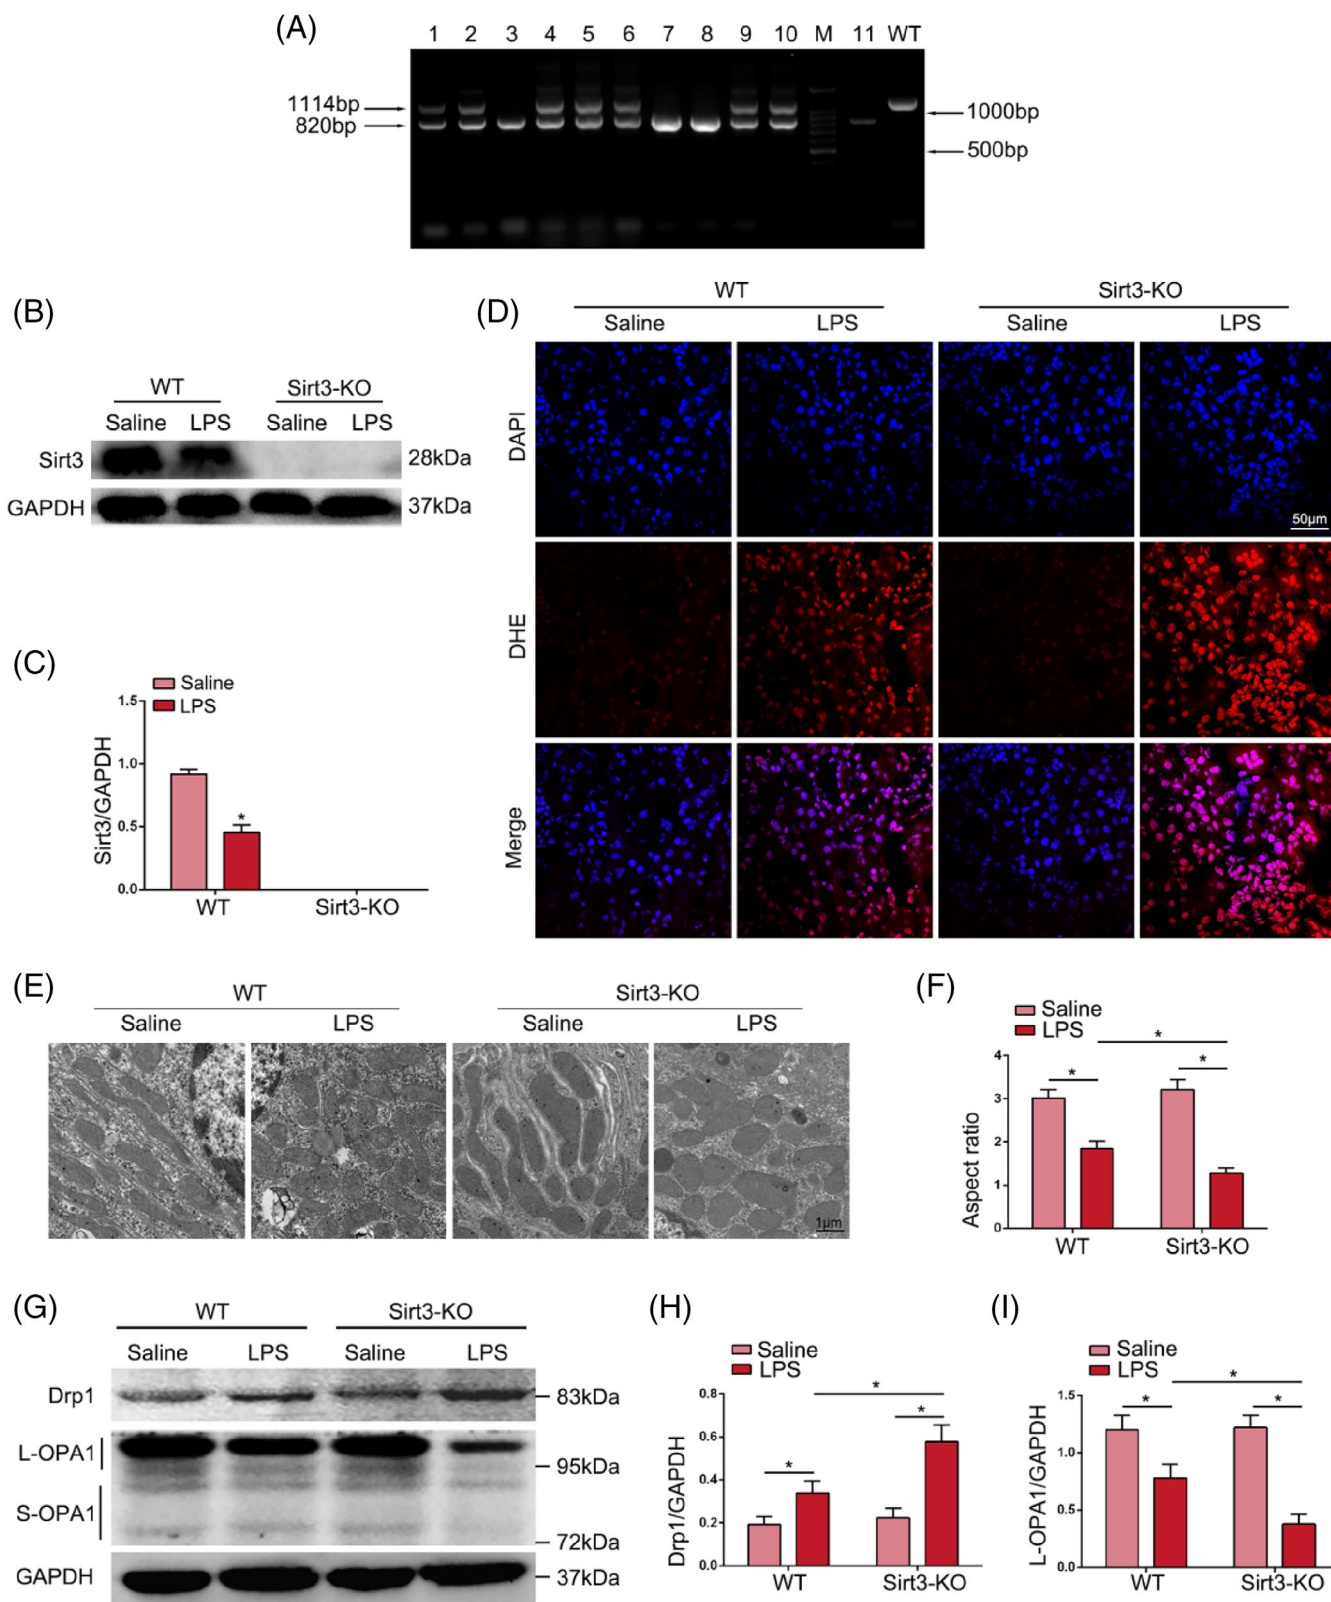 (A)
1 2 3 4 5 6 7 8 9 10 M 11 WT
1114bp
820bp
1000bp
500bp
(B)
WT Sirt3-KO
Saline LPS Saline LPS
Sirt3 28kDa
GAPDH 37kDa
(C)
Saline
LPS
Sirt3/GAPDH
1.5
1.0
0.5
0.0
*
WT Sirt3-KO
(D)
WT Sirt3-KO
Saline LPS Saline LPS
DAPI
50μm
DHE
Merge
(E)
WT Sirt3-KO
Saline LPS Saline LPS
1μm
(F)
Saline
LPS
Aspect ratio
4
3
2
1
0
* * *
WT Sirt3-KO
(G)
WT Sirt3-KO
Saline LPS Saline LPS
Drp1 83kDa
L-OPA1 95kDa
S-OPA1 72kDa
GAPDH 37kDa
(H)
Saline
LPS
Drp1/GAPDH
0.8
0.6
0.4
0.2
0.0
* * *
WT Sirt3-KO
(I)
Saline
LPS
L-OPA1/GAPDH
1.5
1.0
0.5
0.0
* * *
WT Sirt3-KO